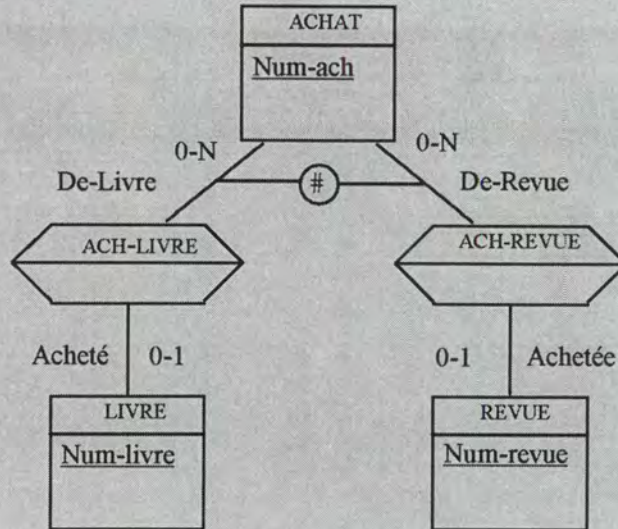 ACHAT
Num-ach
0-N
0-N
De-Livre
#
De-Revue
ACH-LIVRE
ACH-REVUE
Acheté
0-1
0-1
Achetée
LIVRE
REVUE
Num-livre
Num-revue